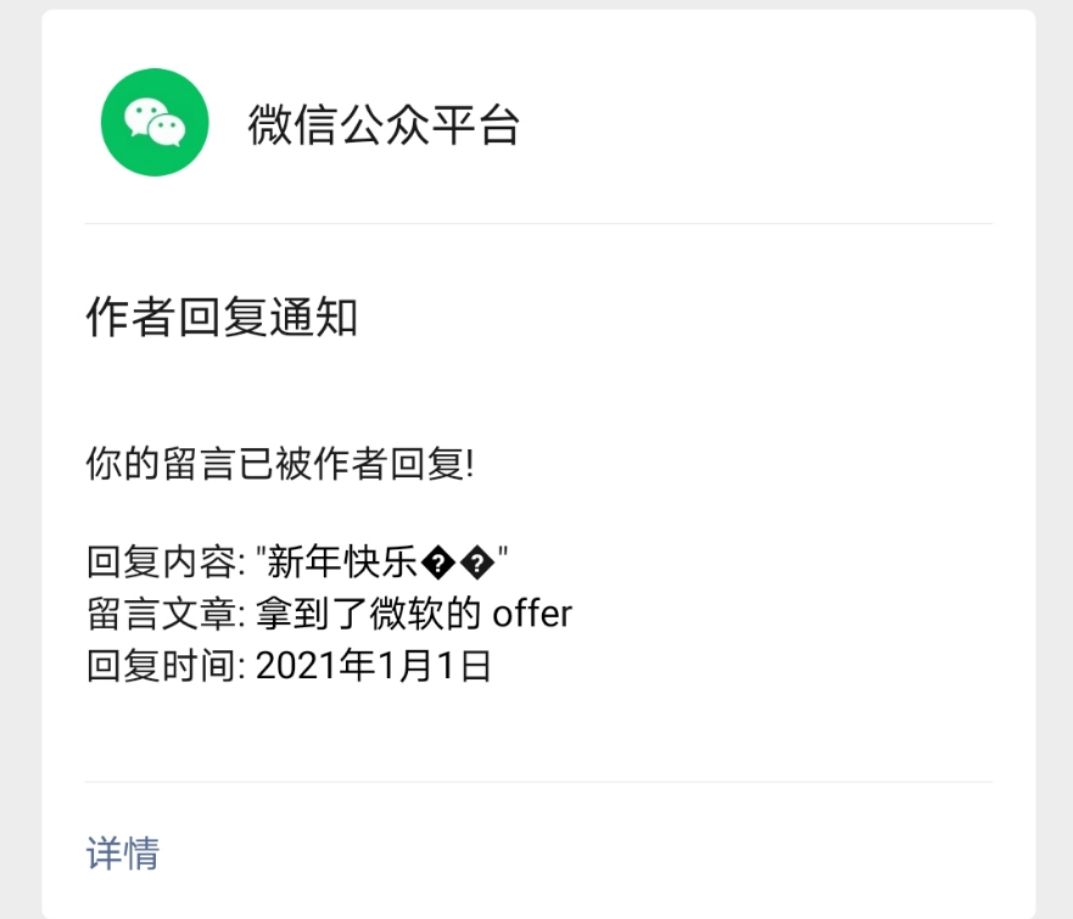 微信公众平台
作者回复通知
你的留言已被作者回复!
回复内容: "新年快乐��"
留言文章: 拿到了微软的 offer
回复时间: 2021年1月1日
详情